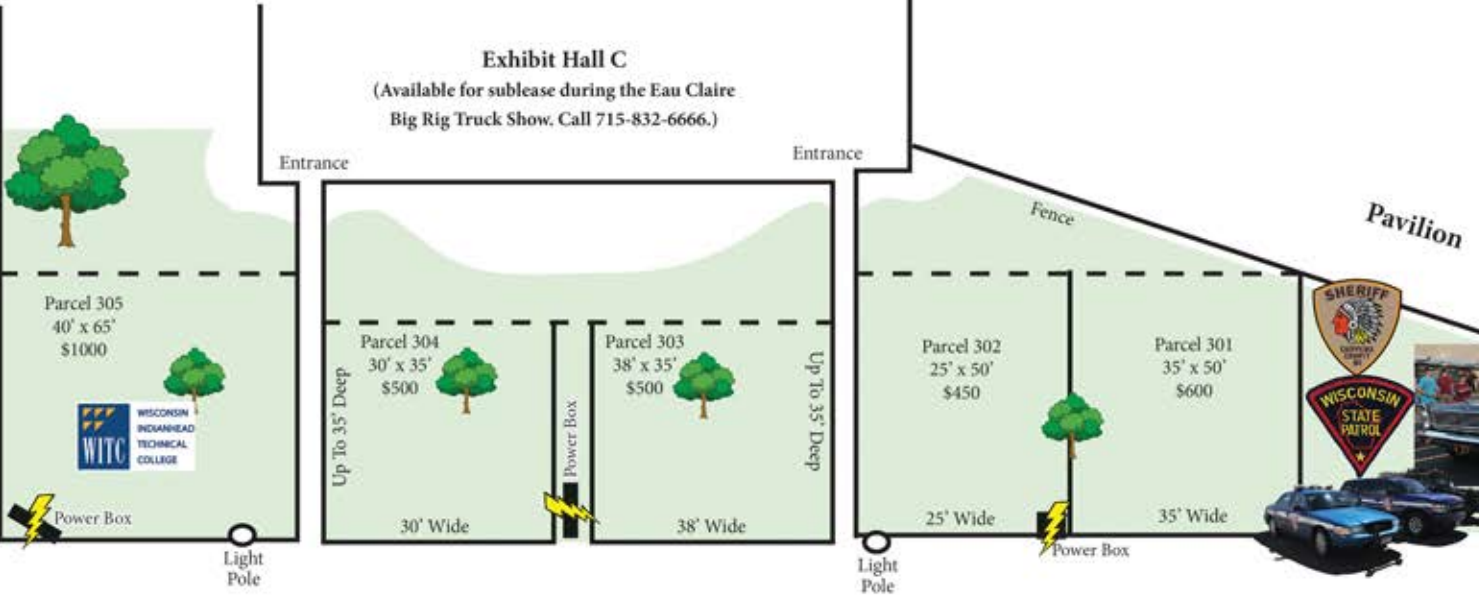 Exhibit Hall C
(Available for sublease during the Eau Claire
Big Rig Truck Show. Call 715-832-6666.)
Entrance
Entrance
Fence
Pavilion
Parcel 305
40’ x 65’
$1000
WITC
WISCONSIN
INDIANHEAD
TECHNICAL
COLLEGE
Power Box
Light
Pole
Parcel 304
30’ x 35’
$500
Up To 35’ Deep
30’ Wide
Power Box
Parcel 303
38’ x 35’
$500
Up To 35’ Deep
38’ Wide
Parcel 302
25’ x 50’
$450
25’ Wide
Light
Pole
Power Box
Parcel 301
35’ x 50’
$600
35’ Wide
SHERIFF
CHIPPEWA
COUNTY
WISCONSIN
STATE
PATROL